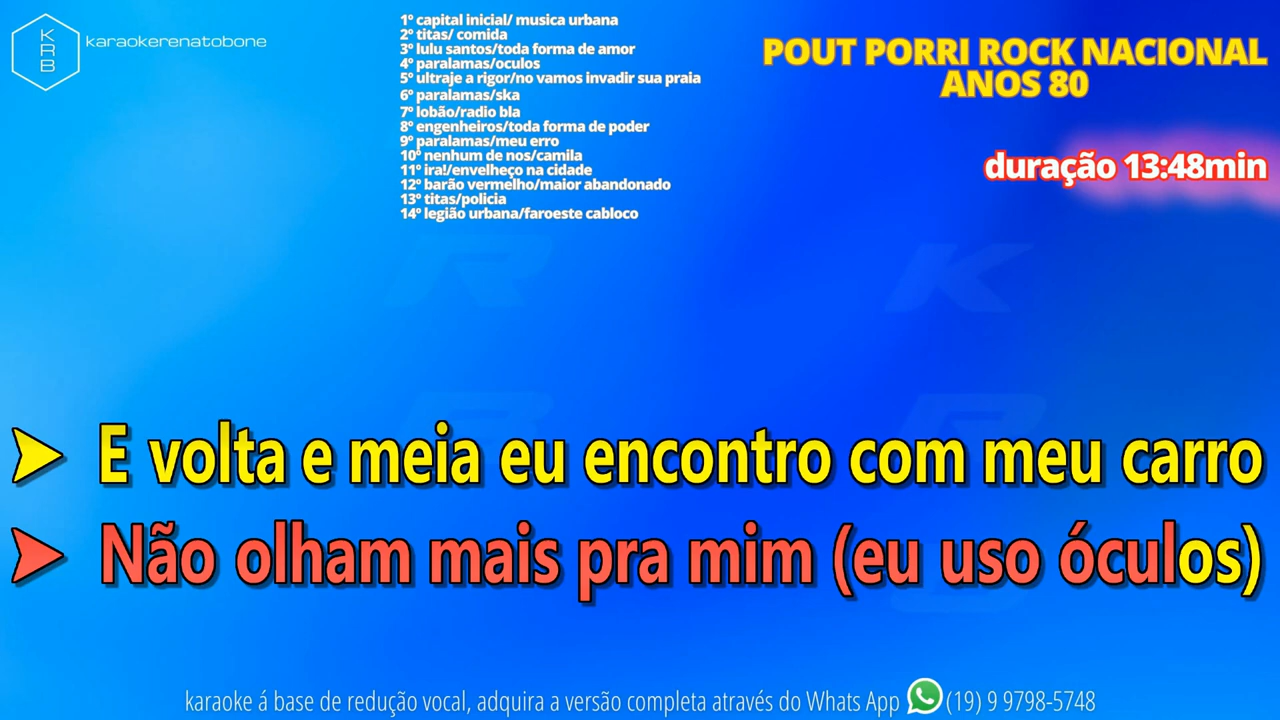 KRB
karaokerenatobone
1º capital inicial/ musica urbana
2º titas/ comida
3º lulu santos/toda forma de amor
4º paralamas/oculos
5º ultraje a rigor/no vamos invadir sua praia
6º paralamas/ska
7º lobão/radio bla
8º engenheiros/toda forma de poder
9º paralamas/meu erro
10º nenhum de nos/camila
11º ira!/envelheço na cidade
12º barão vermelho/maior abandonado
13º titas/policia
14º legião urbana/faroeste cabloco
POUT PORRI ROCK NACIONAL
ANOS 80
duração 13:48min
R K
B B
E volta e meia eu encontro com meu carro
Não olham mais pra mim (eu uso óculos)
karaoke á base de redução vocal, adquira a versão completa através do Whats App (19) 9 9798-5748